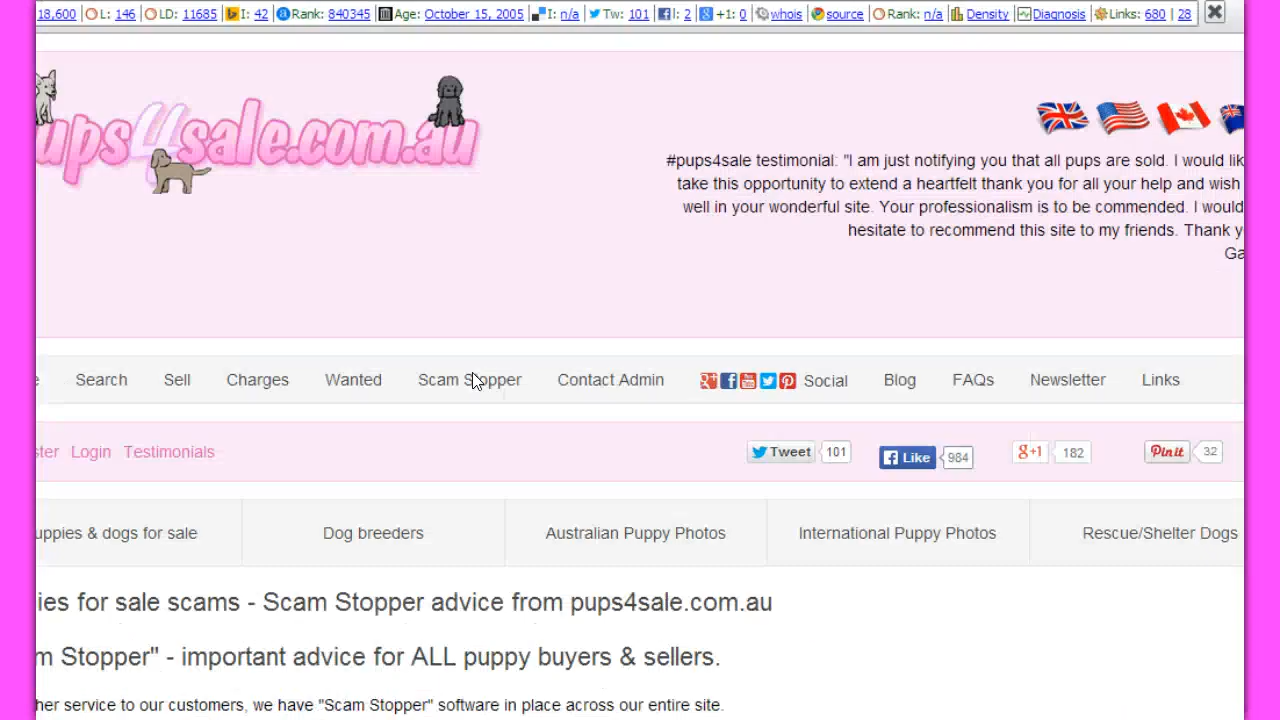 18,600 L: 146 LD: 11685 I: 42 Rank: 840345 Age: October 15, 2005 I: n/a Tw: 101 I: 2 +1: 0 whois source Rank: n/a Density Diagnosis Links: 680 | 28
ups4sale.com.au
#pups4sale testimonial: "I am just notifying you that all pups are sold. I would lik
take this opportunity to extend a heartfelt thank you for all your help and wish
well in your wonderful site. Your professionalism is to be commended. I would
hesitate to recommend this site to my friends. Thank y
Ga
e Search Sell Charges Wanted Scam Stopper Contact Admin Social Blog FAQs Newsletter Links
ster Login Testimonials Tweet 101 Like 984 g+1 182 Pin it 32
uppies & dogs for sale Dog breeders Australian Puppy Photos International Puppy Photos Rescue/Shelter Dogs
ies for sale scams - Scam Stopper advice from pups4sale.com.au
m Stopper" - important advice for ALL puppy buyers & sellers.
her service to our customers, we have "Scam Stopper" software in place across our entire site.